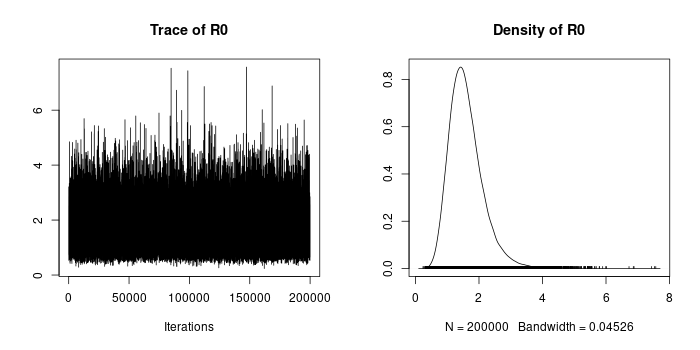 Trace of R0
0 2 4 6
0 50000 100000 150000 200000
Iterations
Density of R0
0.0 0.2 0.4 0.6 0.8
0 2 4 6 8
N = 200000 Bandwidth = 0.04526